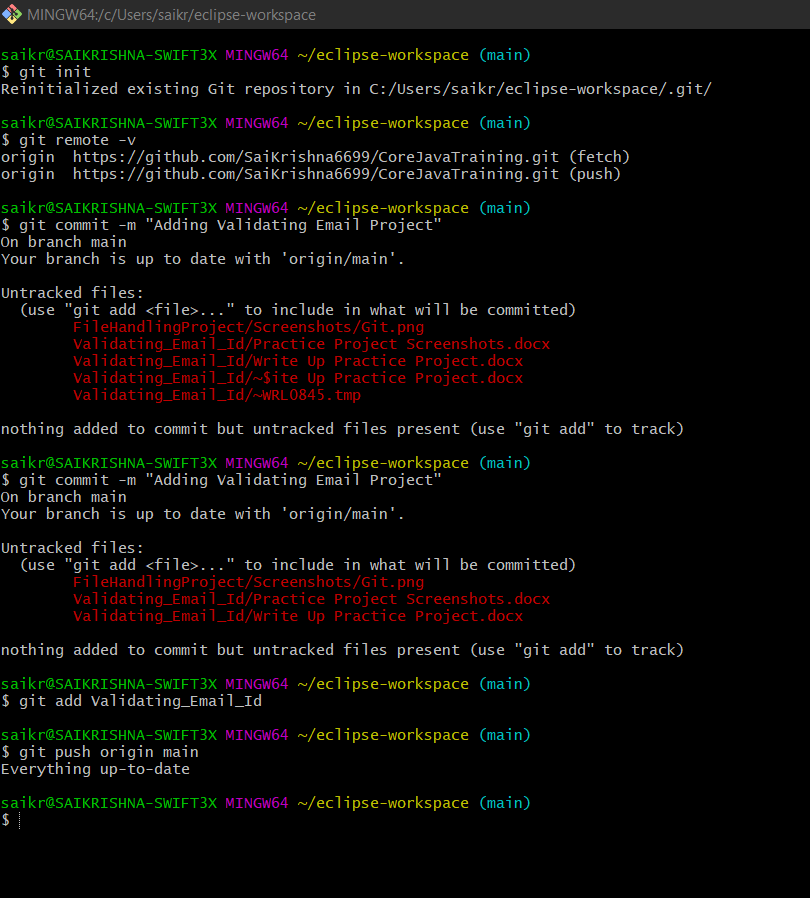 MINGW64:/c/Users/saikr/eclipse-workspace
saikr@SAIKRISHNA-SWIFT3X MINGW64 ~/eclipse-workspace (main)
$ git init
Reinitialized existing Git repository in C:/Users/saikr/eclipse-workspace/.git/
saikr@SAIKRISHNA-SWIFT3X MINGW64 ~/eclipse-workspace (main)
$ git remote -v
origin  https://github.com/SaiKrishna6699/CoreJavaTraining.git (fetch)
origin  https://github.com/SaiKrishna6699/CoreJavaTraining.git (push)
saikr@SAIKRISHNA-SWIFT3X MINGW64 ~/eclipse-workspace (main)
$ git commit -m "Adding Validating Email Project"
On branch main
Your branch is up to date with 'origin/main'.
Untracked files:
  (use "git add <file>..." to include in what will be committed)
        FileHandlingProject/Screenshots/Git.png
        Validating_Email_Id/Practice Project Screenshots.docx
        Validating_Email_Id/Write Up Practice Project.docx
        Validating_Email_Id/~$ite Up Practice Project.docx
        Validating_Email_Id/~WRL0845.tmp
nothing added to commit but untracked files present (use "git add" to track)
saikr@SAIKRISHNA-SWIFT3X MINGW64 ~/eclipse-workspace (main)
$ git commit -m "Adding Validating Email Project"
On branch main
Your branch is up to date with 'origin/main'.
Untracked files:
  (use "git add <file>..." to include in what will be committed)
        FileHandlingProject/Screenshots/Git.png
        Validating_Email_Id/Practice Project Screenshots.docx
        Validating_Email_Id/Write Up Practice Project.docx
nothing added to commit but untracked files present (use "git add" to track)
saikr@SAIKRISHNA-SWIFT3X MINGW64 ~/eclipse-workspace (main)
$ git add Validating_Email_Id
saikr@SAIKRISHNA-SWIFT3X MINGW64 ~/eclipse-workspace (main)
$ git push origin main
Everything up-to-date
saikr@SAIKRISHNA-SWIFT3X MINGW64 ~/eclipse-workspace (main)
$